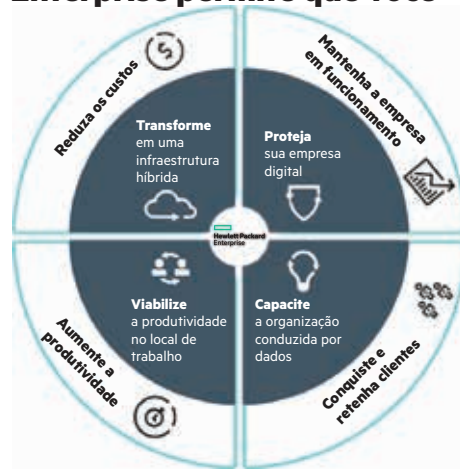 Enterprise permite que você
Reduza os custos
Mantenha a empresa
em funcionamento
Transforme
em uma
infraestrutura
híbrida
Proteja
sua empresa
digital
Hewlett Packard
Enterprise
Viabilize
a produtividade
no local de
trabalho
Capacite
a organização
conduzida por
dados
Aumente a
produtividade
Conquiste e
retenha clientes